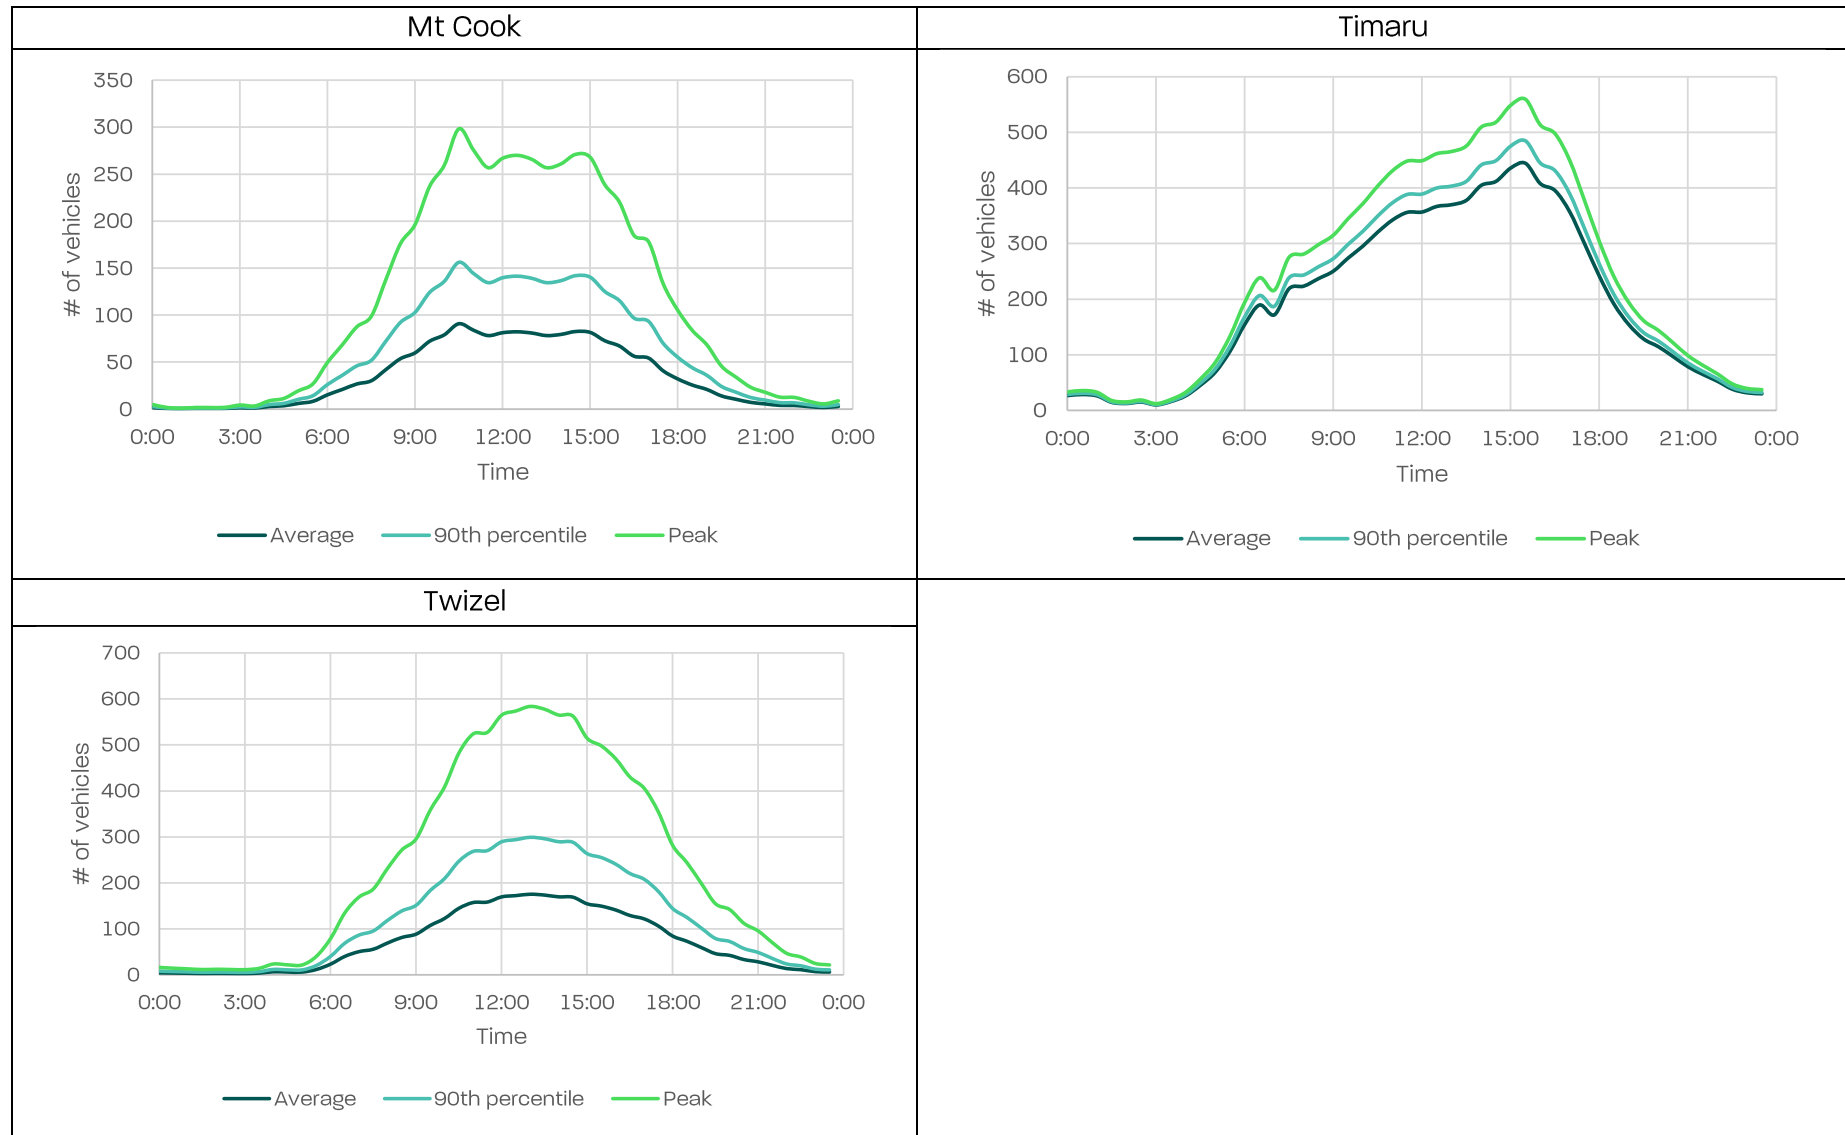 Mt Cook
350
300
250
200
150
100
50
0
# of vehicles
0:00 3:00 6:00 9:00 12:00 15:00 18:00 21:00 0:00
Time
Average 90th percentile Peak
Timaru
600
500
400
300
200
100
0
# of vehicles
0:00 3:00 6:00 9:00 12:00 15:00 18:00 21:00 0:00
Time
Average 90th percentile Peak
Twizel
700
600
500
400
300
200
100
0
# of vehicles
0:00 3:00 6:00 9:00 12:00 15:00 18:00 21:00 0:00
Time
Average 90th percentile Peak